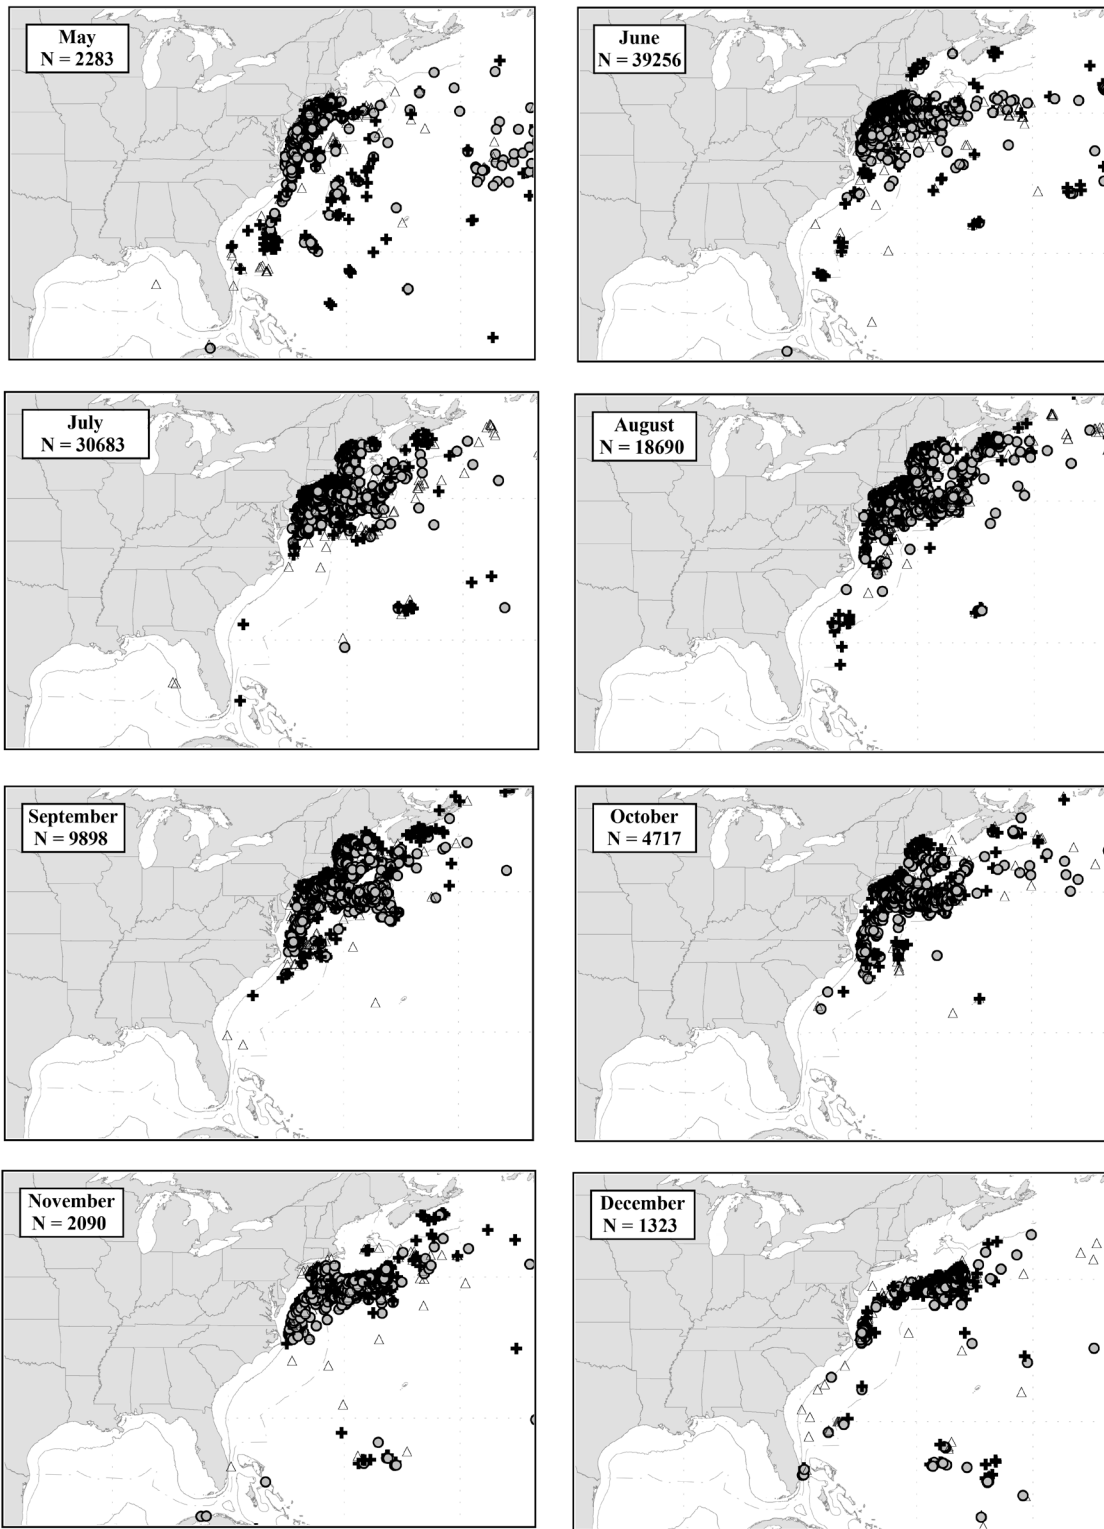 May
N = 2283
June
N = 39256
July
N = 30683
August
N = 18690
September
N = 9898
October
N = 4717
November
N = 2090
December
N = 1323